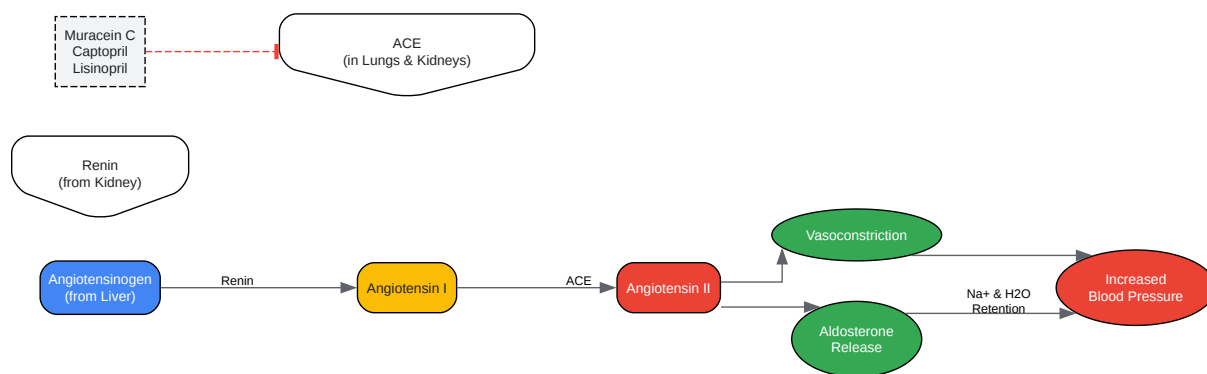 Muracein C
Captopril
Lisinopril
ACE
(in Lungs & Kidneys)
Renin
(from Kidney)
Angiotensinogen
(from Liver)
Renin
Angiotensin I
ACE
Angiotensin II
Vasoconstriction
Aldosterone
Release
Na+ & H2O
Retention
Increased
Blood Pressure